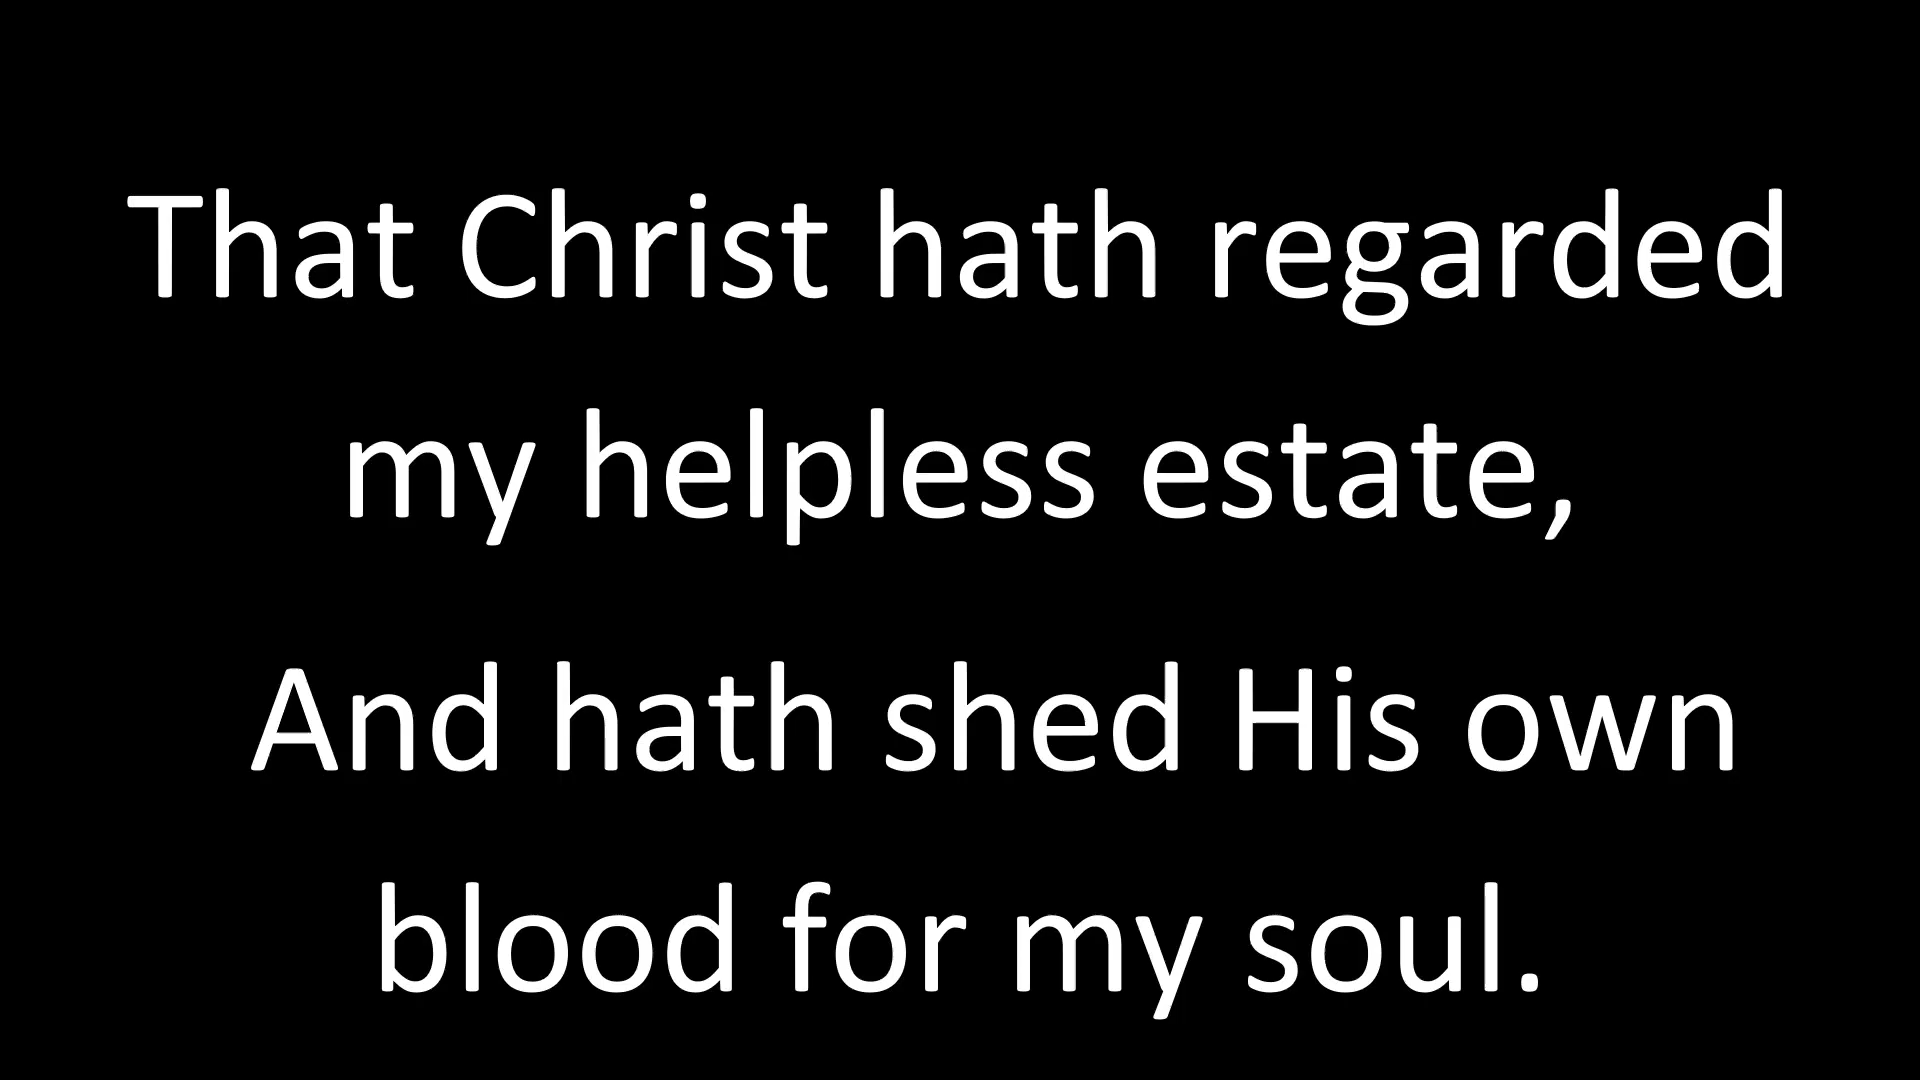 That Christ hath regarded
my helpless estate,
And hath shed His own
blood for my soul.